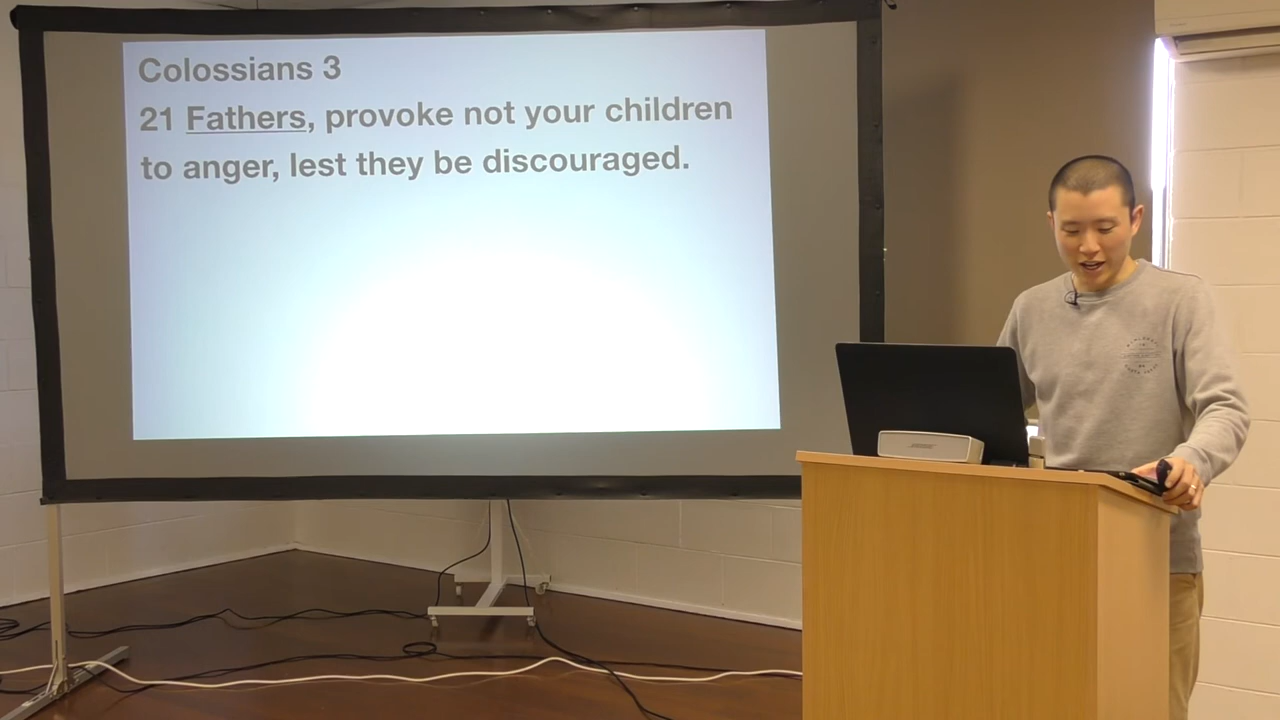 Colossians 3
21 Fathers, provoke not your children
to anger, lest they be discouraged.